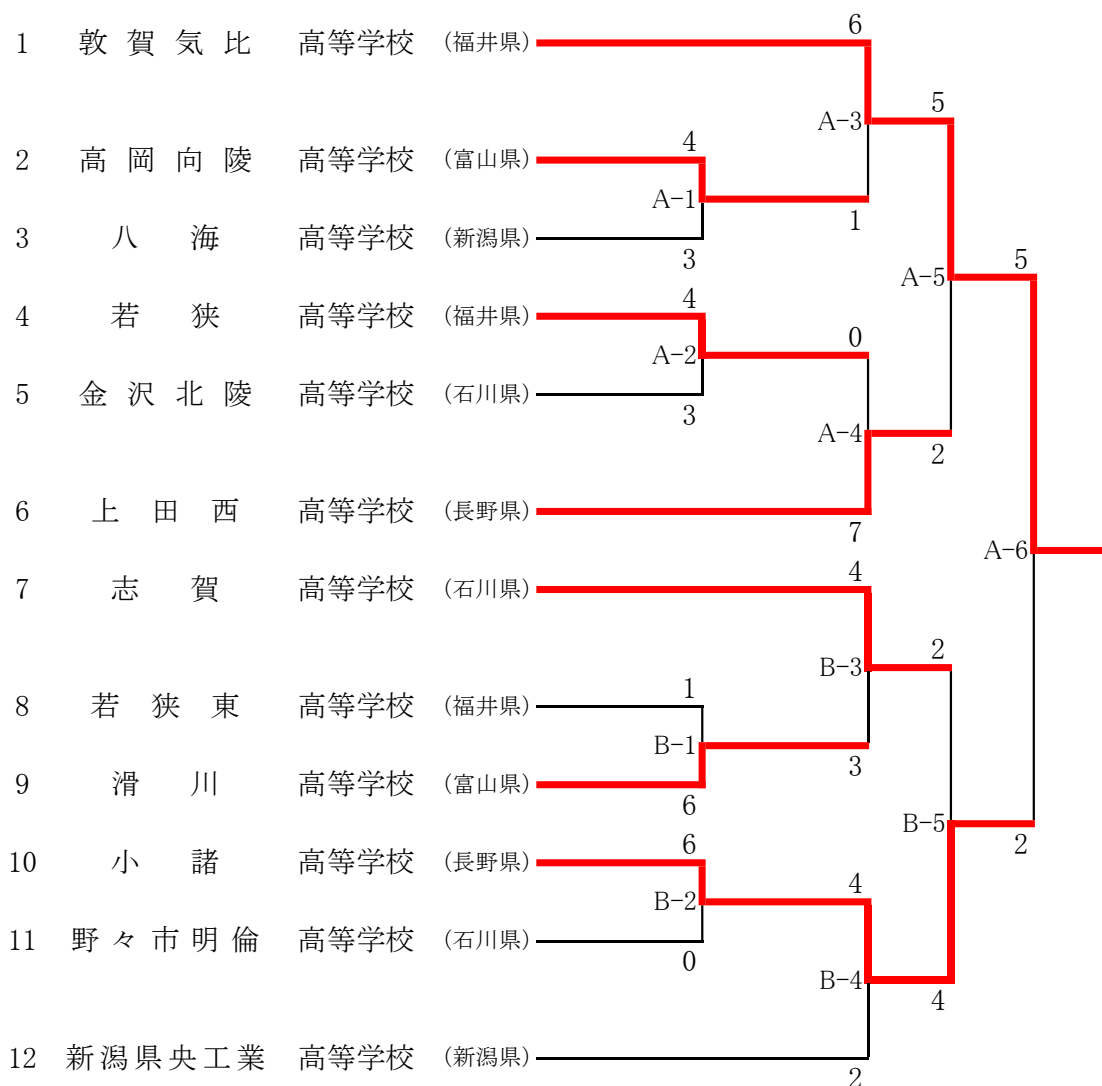 6
1 敦賀気比 高等学校 (福井県)
5
A-3
4
2 高岡向陵 高等学校 (富山県)
A-1
1
3 八海 高等学校 (新潟県)
3
5
A-5
4
4 若狭 高等学校 (福井県)
0
A-2
5 金沢北陵 高等学校 (石川県)
3
A-4
2
6 上田西 高等学校 (長野県)
7
A-6
4
7 志賀 高等学校 (石川県)
2
B-3
1
8 若狭東 高等学校 (福井県)
B-1
3
9 滑川 高等学校 (富山県)
6
B-5
2
6
10 小諸 高等学校 (長野県)
4
B-2
11 野々市明倫 高等学校 (石川県)
0
B-4
4
12 新潟県央工業 高等学校 (新潟県)
2